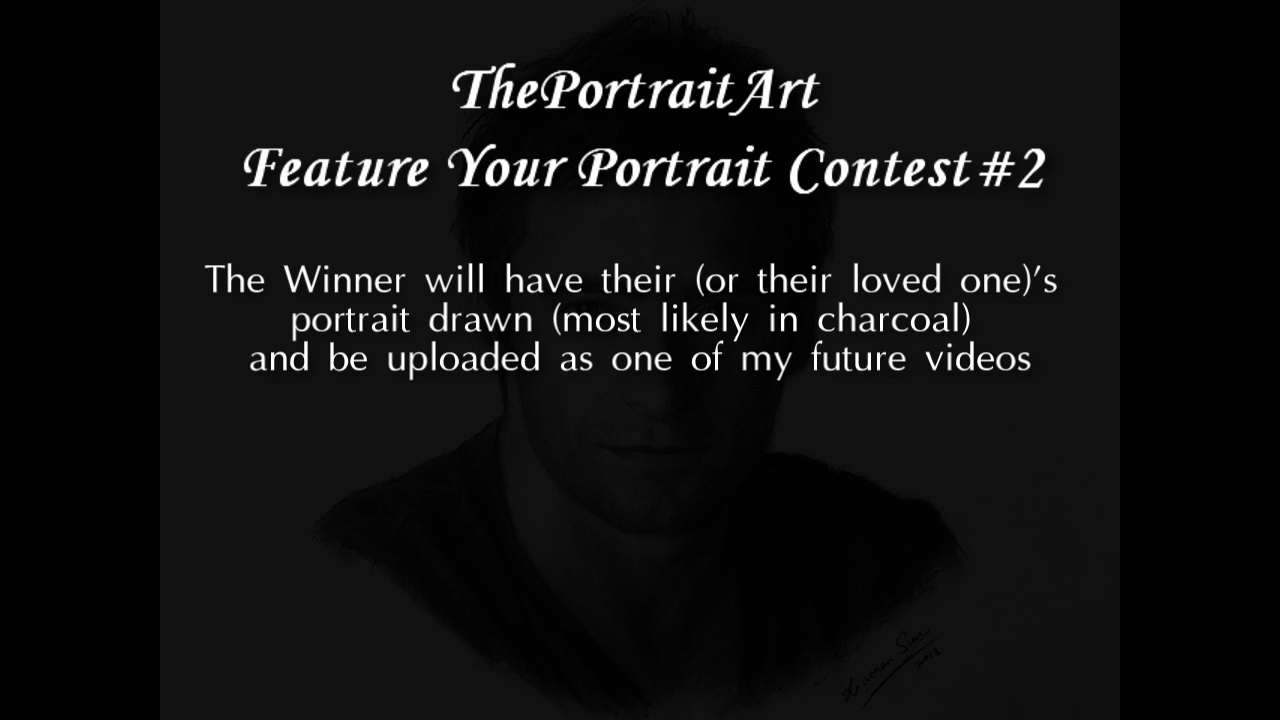 ThePortraitArt
Feature Your Portrait Contest #2
The Winner will have their (or their loved one)’s
portrait drawn (most likely in charcoal)
and be uploaded as one of my future videos
2013